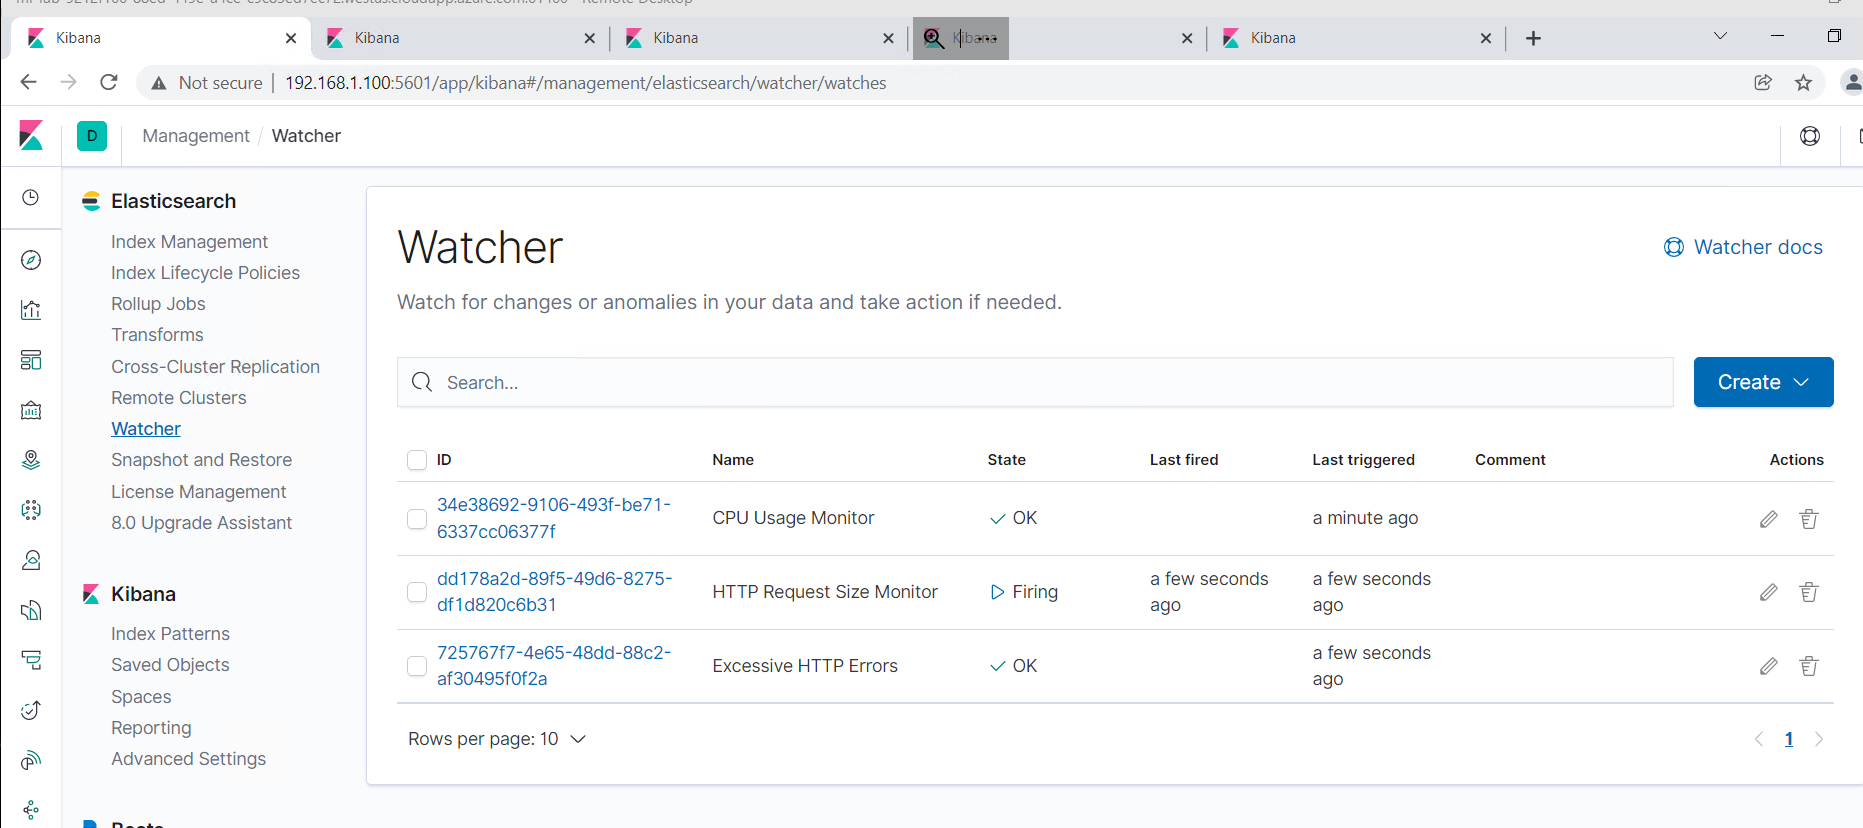 Kibana
Kibana
Kibana
Kibana
Kibana
Not secure | 192.168.1.100:5601/app/kibana#/management/elasticsearch/watcher/watches
D Management / Watcher
Elasticsearch
Index Management
Index Lifecycle Policies
Rollup Jobs
Transforms
Cross-Cluster Replication
Remote Clusters
Watcher
Snapshot and Restore
License Management
8.0 Upgrade Assistant
Kibana
Index Patterns
Saved Objects
Spaces
Reporting
Advanced Settings
Watcher
Watcher docs
Watch for changes or anomalies in your data and take action if needed.
Search...
Create
ID Name State Last fired Last triggered Comment Actions
34e38692-9106-493f-be71-
6337cc06377f
CPU Usage Monitor
OK
a minute ago
dd178a2d-89f5-49d6-8275-
df1d820c6b31
HTTP Request Size Monitor
Firing
a few seconds
ago
a few seconds
ago
725767f7-4e65-48dd-88c2-
af30495f0f2a
Excessive HTTP Errors
OK
a few seconds
ago
Rows per page: 10
1